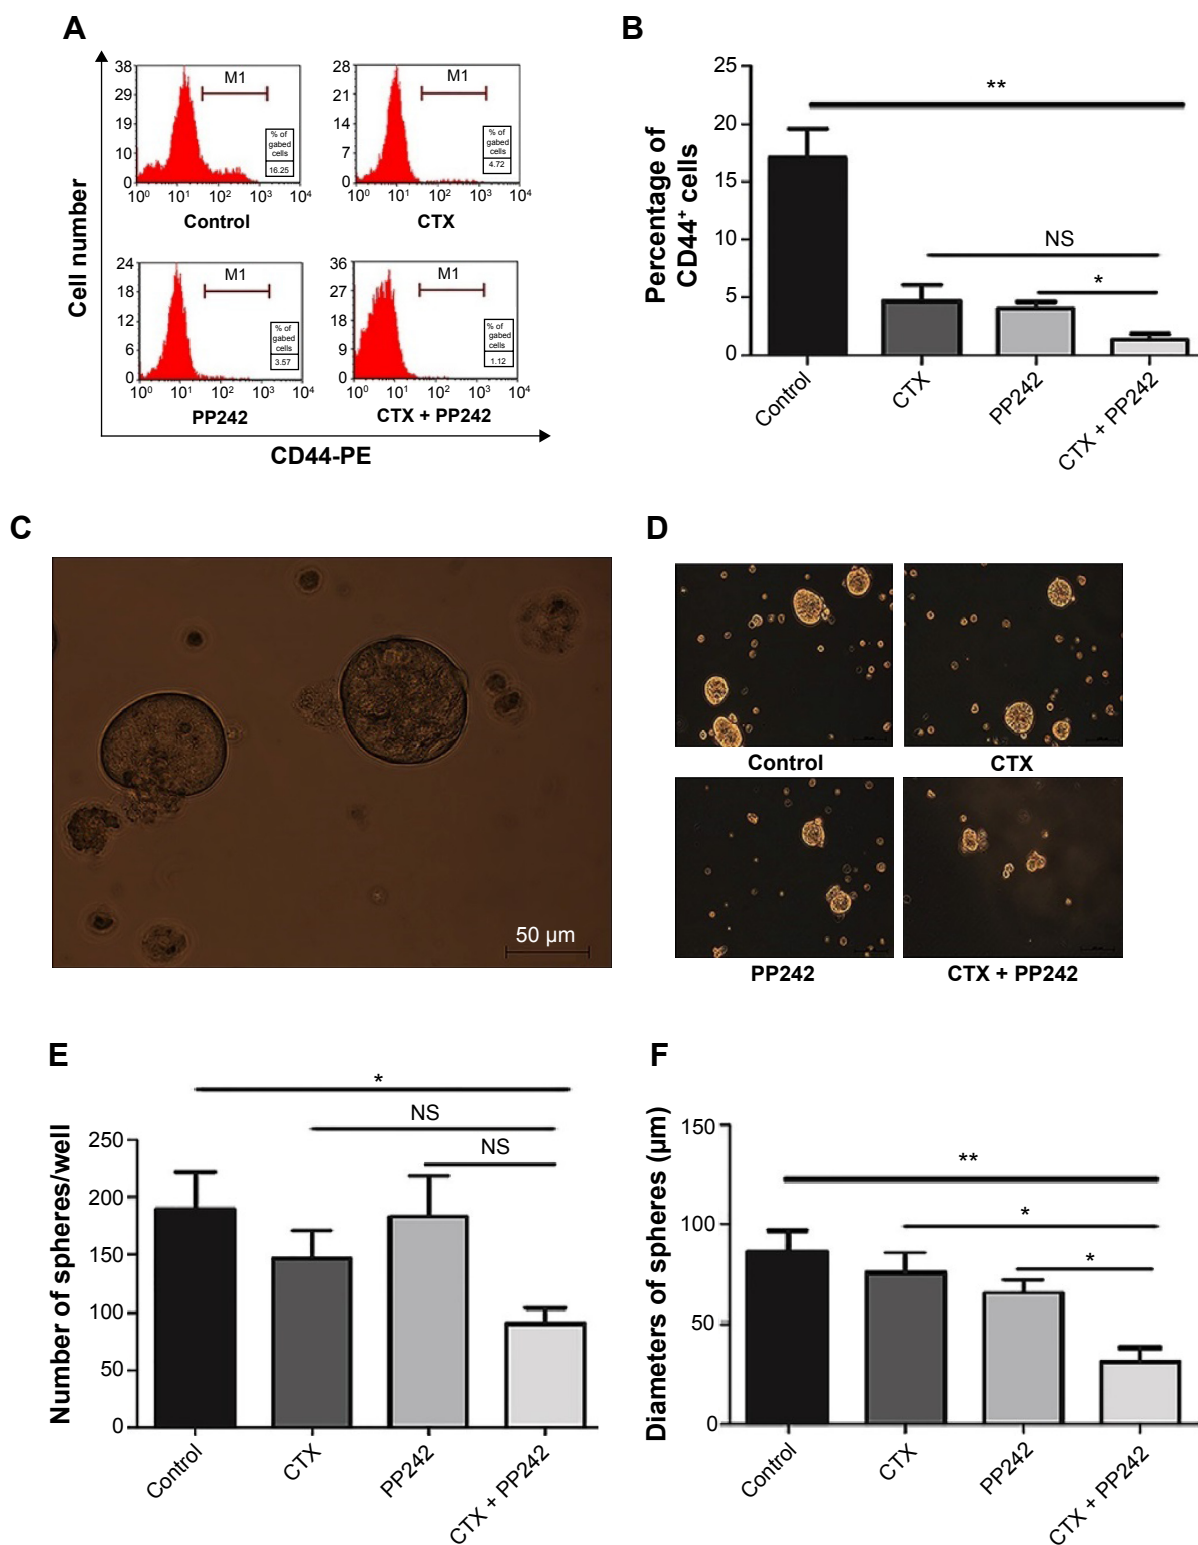 A
Cell number
38
29
19
10
0
M1
% of
gabed
cells
16.25
10⁰ 10¹ 10² 10³ 10⁴
Control
28
21
14
7
0
M1
% of
gabed
cells
4.72
10⁰ 10¹ 10² 10³ 10⁴
CTX
24
18
12
6
0
M1
% of
gabed
cells
3.57
10⁰ 10¹ 10² 10³ 10⁴
PP242
36
27
18
9
0
M1
% of
gabed
cells
1.12
10⁰ 10¹ 10² 10³ 10⁴
CTX + PP242
CD44-PE
B
Percentage of
CD44⁺ cells
25
20
15
10
5
0
**
NS
*
Control
CTX
PP242
CTX + PP242
C
50 µm
D
Control
CTX
PP242
CTX + PP242
E
Number of spheres/well
250
200
150
100
50
0
*
NS
NS
Control
CTX
PP242
CTX + PP242
F
Diameters of spheres (µm)
150
100
50
0
**
*
*
Control
CTX
PP242
CTX + PP242